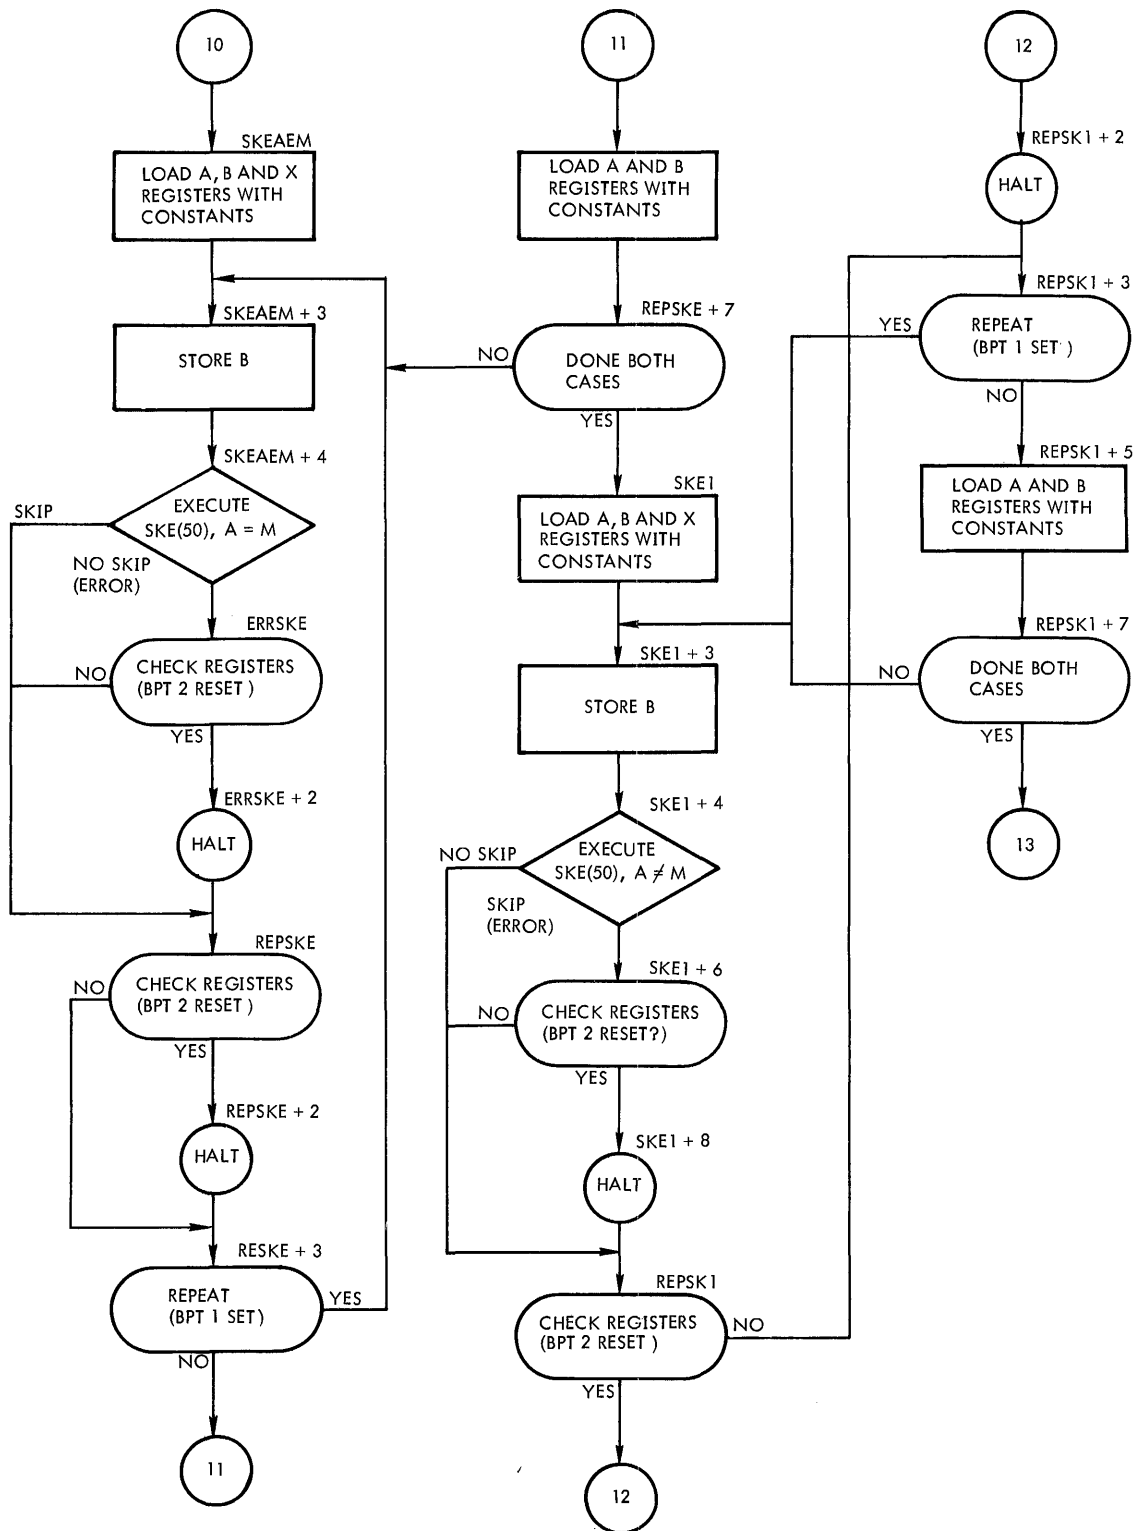 10
SKEAEM
LOAD A, B AND X
REGISTERS WITH
CONSTANTS
SKEAEM + 3
STORE B
SKEAEM + 4
EXECUTE
SKE(50), A = M
SKIP
NO SKIP
(ERROR)
ERRSKE
CHECK REGISTERS
(BPT 2 RESET)
NO
YES
ERRSKE + 2
HALT
REPSKE
CHECK REGISTERS
(BPT 2 RESET)
NO
YES
REPSKE + 2
HALT
RESKE + 3
REPEAT
(BPT 1 SET)
YES
NO
11
11
LOAD A AND B
REGISTERS WITH
CONSTANTS
REPSKE + 7
NO
DONE BOTH
CASES
YES
SKE1
LOAD A, B AND X
REGISTERS WITH
CONSTANTS
SKE1 + 3
STORE B
SKE1 + 4
EXECUTE
SKE(50), A ≠ M
NO SKIP
SKIP
(ERROR)
SKE1 + 6
CHECK REGISTERS
(BPT 2 RESET?)
NO
YES
SKE1 + 8
HALT
REPSK1
CHECK REGISTERS
(BPT 2 RESET)
NO
YES
12
12
REPSK1 + 2
HALT
REPSK1 + 3
YES
REPEAT
(BPT 1 SET)
NO
REPSK1 + 5
LOAD A AND B
REGISTERS WITH
CONSTANTS
REPSK1 + 7
NO
DONE BOTH
CASES
YES
13